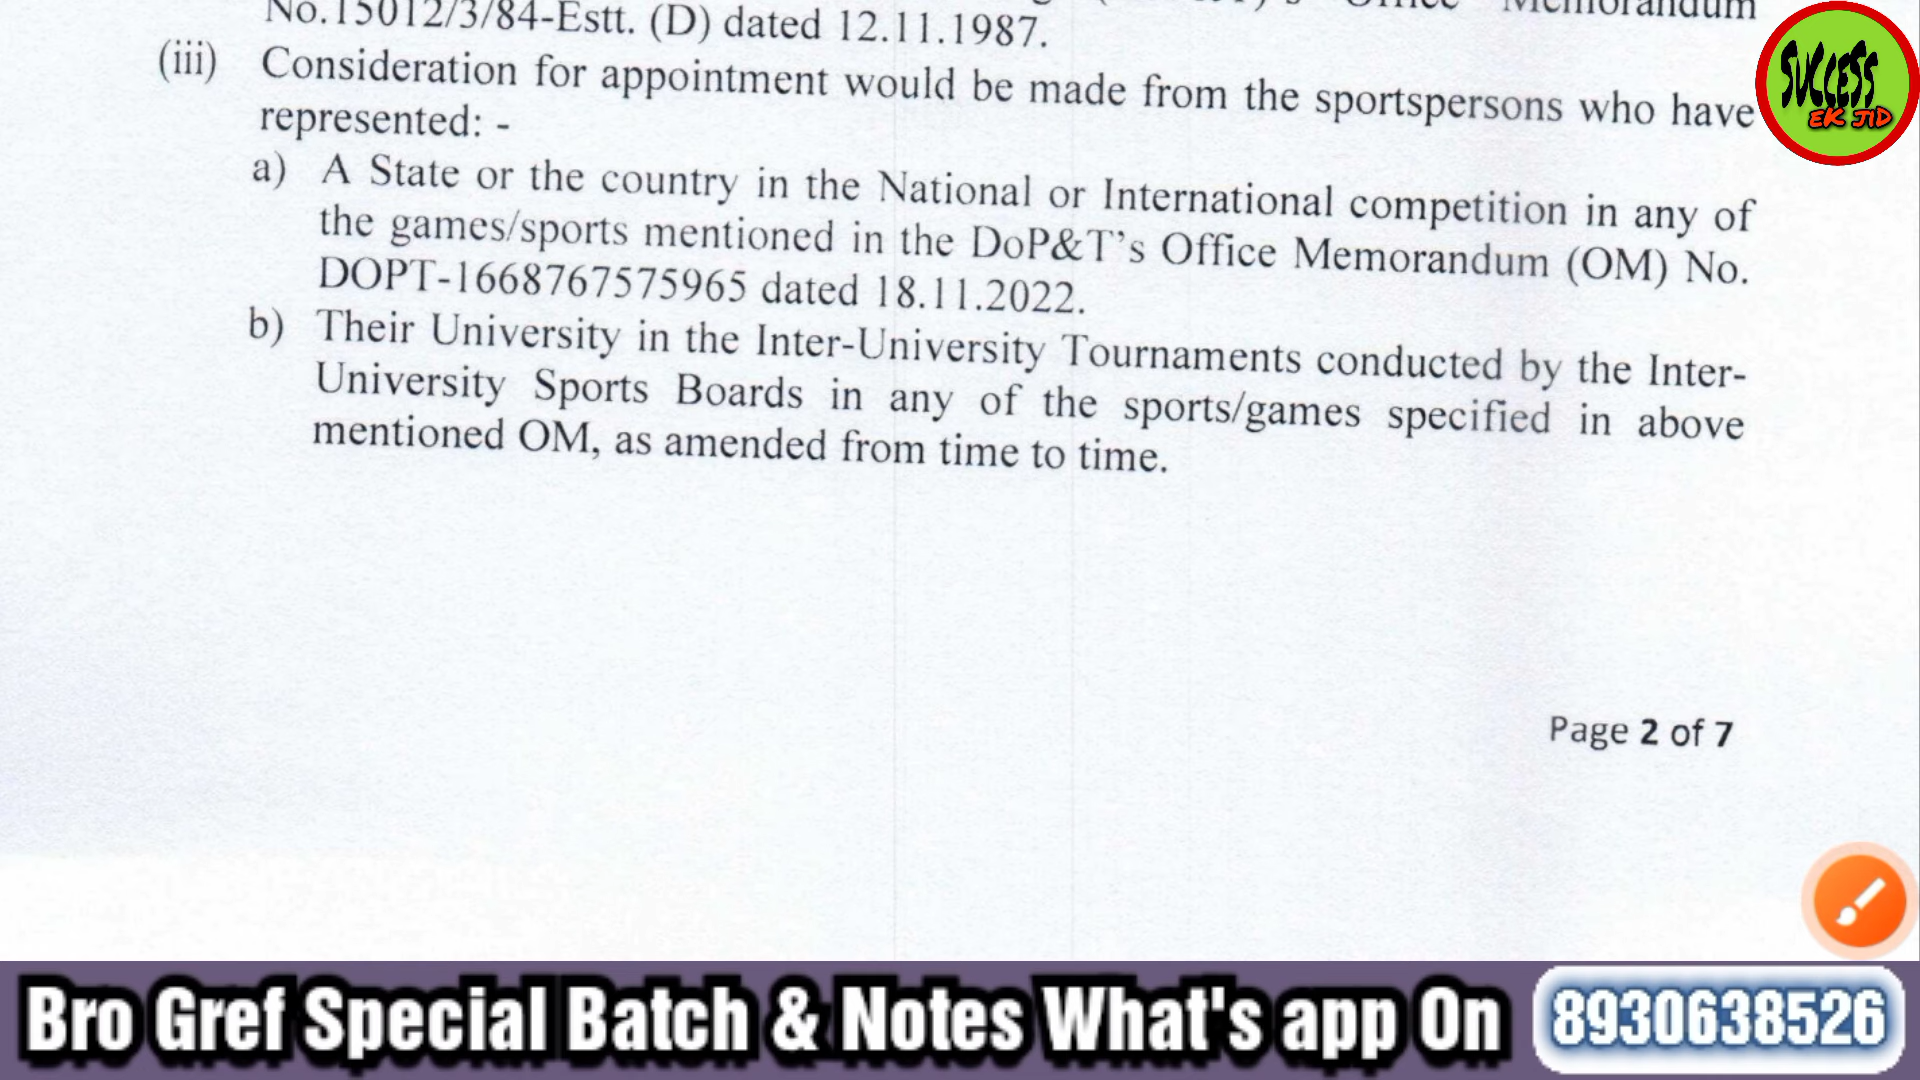 Memorandum
No.15012/3/84-Estt. (D) dated 12.11.1987.
(iii) Consideration for appointment would be made from the sportspersons who have
represented: -
a) A State or the country in the National or International competition in any of
the games/sports mentioned in the DoP&T's Office Memorandum (OM) No.
DOPT-1668767575965 dated 18.11.2022.
b) Their University in the Inter-University Tournaments conducted by the Inter-
University Sports Boards in any of the sports/games specified in above
mentioned OM, as amended from time to time.
Page 2 of 7
SUCCESS
EK JID
Bro Gref Special Batch & Notes What's app On 8930638526